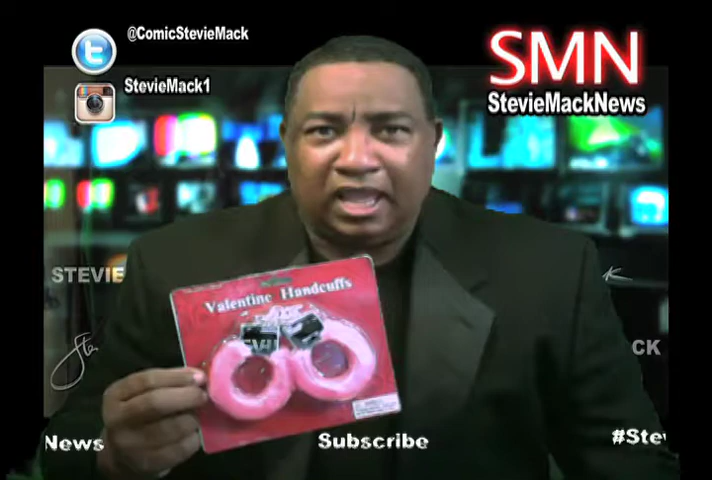 @ComicStevieMack
StevieMack1
SMN
StevieMackNews
Valentine Handcuffs
STEVIE
CK
News
Subscribe
#Stev